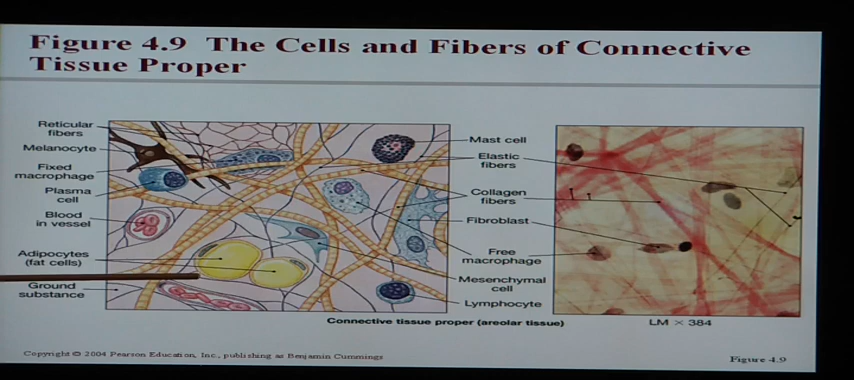 Figure 4.9 The Cells and Fibers of Connective
Tissue Proper
Reticular
fibers
Melanocyte
Fixed
macrophage
Plasma
cell
Blood
in vessel
Adipocytes
(fat cells)
Ground
substance
Mast cell
Elastic
fibers
Collagen
fibers
Fibroblast
Free
macrophage
Mesenchymal
cell
Lymphocyte
Connective tissue proper (areolar tissue)
LM × 384
Copyright © 2004 Pearson Education, Inc., publishing as Benjamin Cummings
Figure 4.9